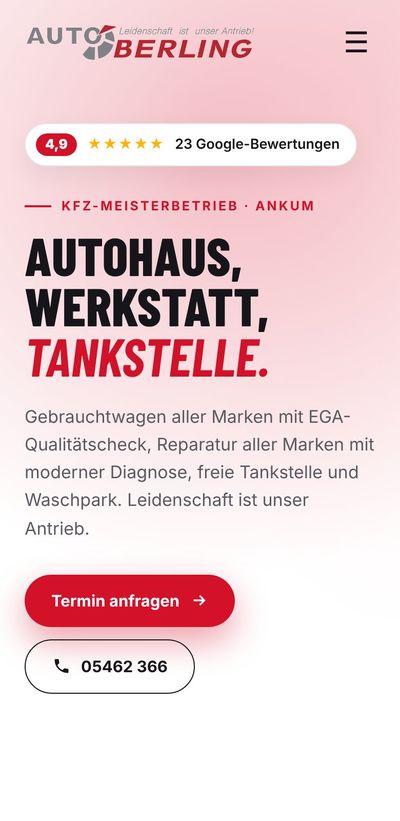 Leidenschaft ist unser Antrieb!
AUTO
BERLING
4,9 ★★★★★ 23 Google-Bewertungen
KFZ-MEISTERBETRIEB · ANKUM
AUTOHAUS,
WERKSTATT,
TANKSTELLE.
Gebrauchtwagen aller Marken mit EGA-
Qualitätscheck, Reparatur aller Marken mit
moderner Diagnose, freie Tankstelle und
Waschpark. Leidenschaft ist unser
Antrieb.
Termin anfragen →
05462 366